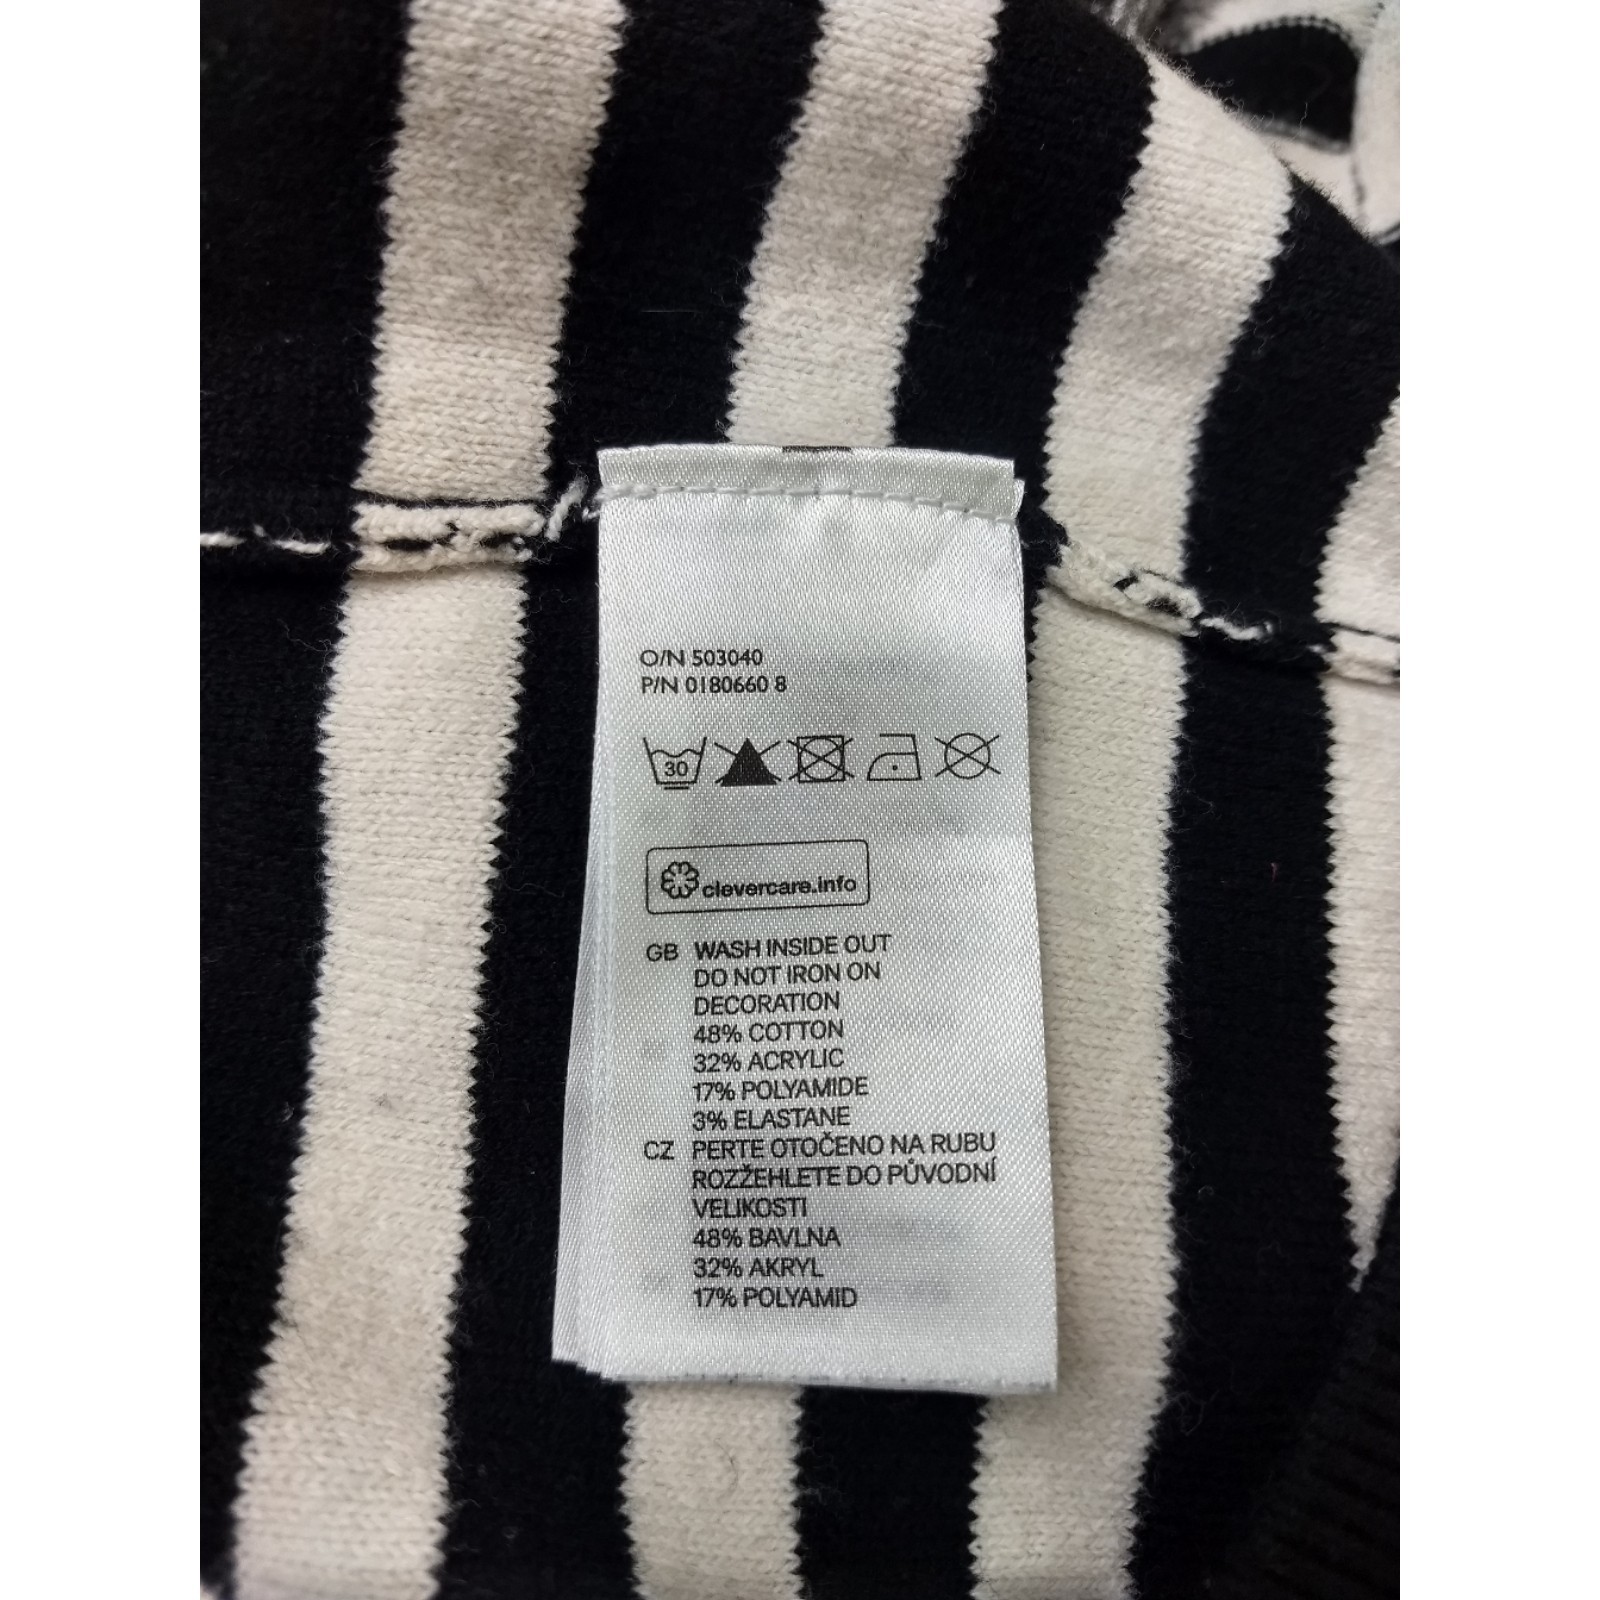 O/N 503040
P/N 0180660 8
30
clevercare.info
GB WASH INSIDE OUT
DO NOT IRON ON
DECORATION
48% COTTON
32% ACRYLIC
17% POLYAMIDE
3% ELASTANE
CZ PERTE OTOČENO NA RUBU
ROZŽEHLETE DO PŮVODNÍ
VELIKOSTI
48% BAVLNA
32% AKRYL
17% POLYAMID